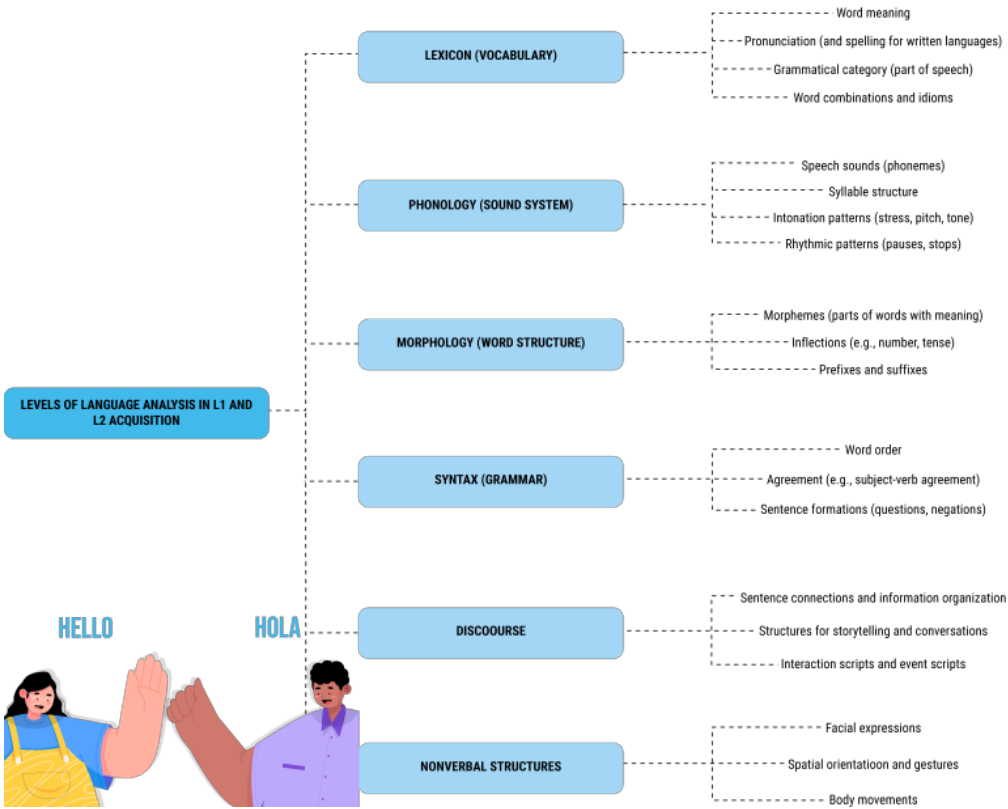 LEXICON (VOCABULARY)
Word meaning
Pronunciation (and spelling for written languages)
Grammatical category (part of speech)
Word combinations and idioms
PHONOLOGY (SOUND SYSTEM)
Speech sounds (phonemes)
Syllable structure
Intonation patterns (stress, pitch, tone)
Rhythmic patterns (pauses, stops)
MORPHOLOGY (WORD STRUCTURE)
Morphemes (parts of words with meaning)
Inflections (e.g., number, tense)
Prefixes and suffixes
LEVELS OF LANGUAGE ANALYSIS IN L1 AND
L2 ACQUISITION
SYNTAX (GRAMMAR)
Word order
Agreement (e.g., subject-verb agreement)
Sentence formations (questions, negations)
HELLO
HOLA
DISCOOURSE
Sentence connections and information organization
Structures for storytelling and conversations
Interaction scripts and event scripts
NONVERBAL STRUCTURES
Facial expressions
Spatial orientatioon and gestures
Body movements